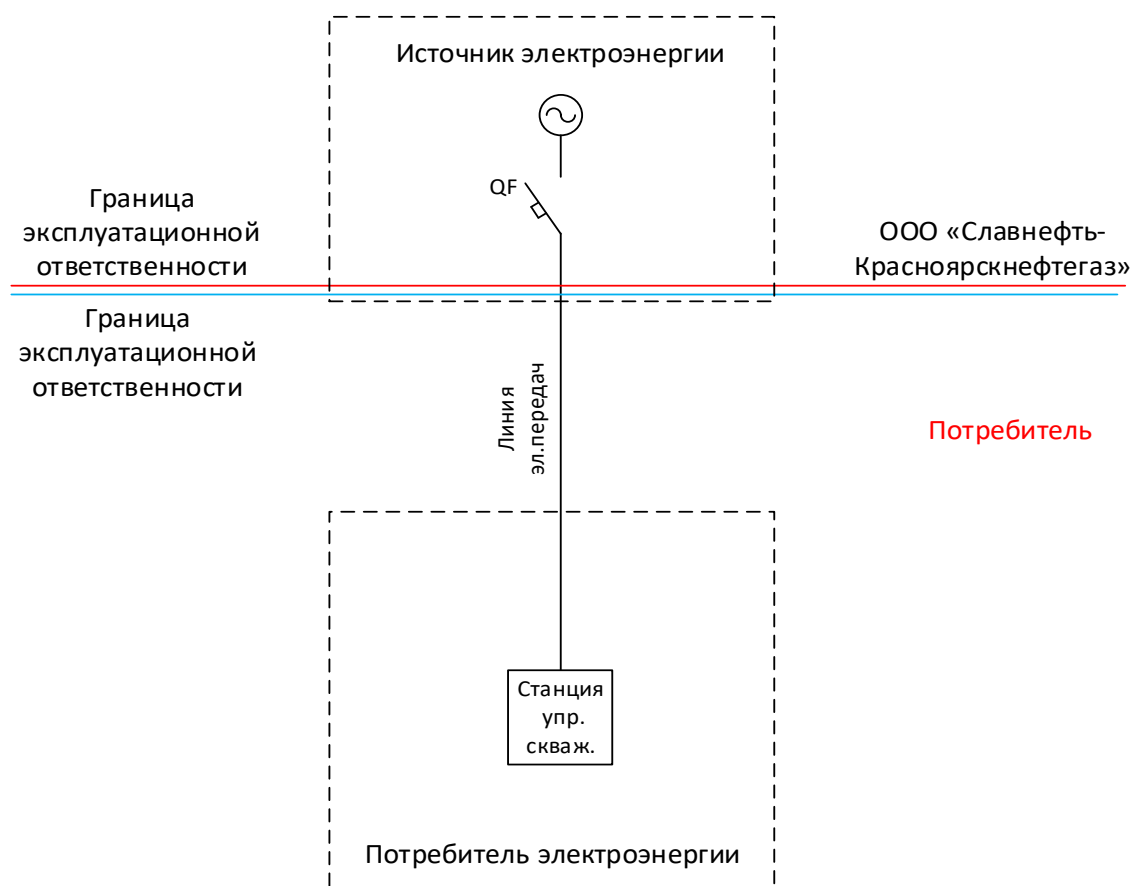 Источник электроэнергии
QF
Граница
эксплуатационной
ответственности
ООО «Славнефть-
Красноярскнефтегаз»
Граница
эксплуатационной
ответственности
Линия
эл.передач
Потребитель
Станция
упр.
скваж.
Потребитель электроэнергии